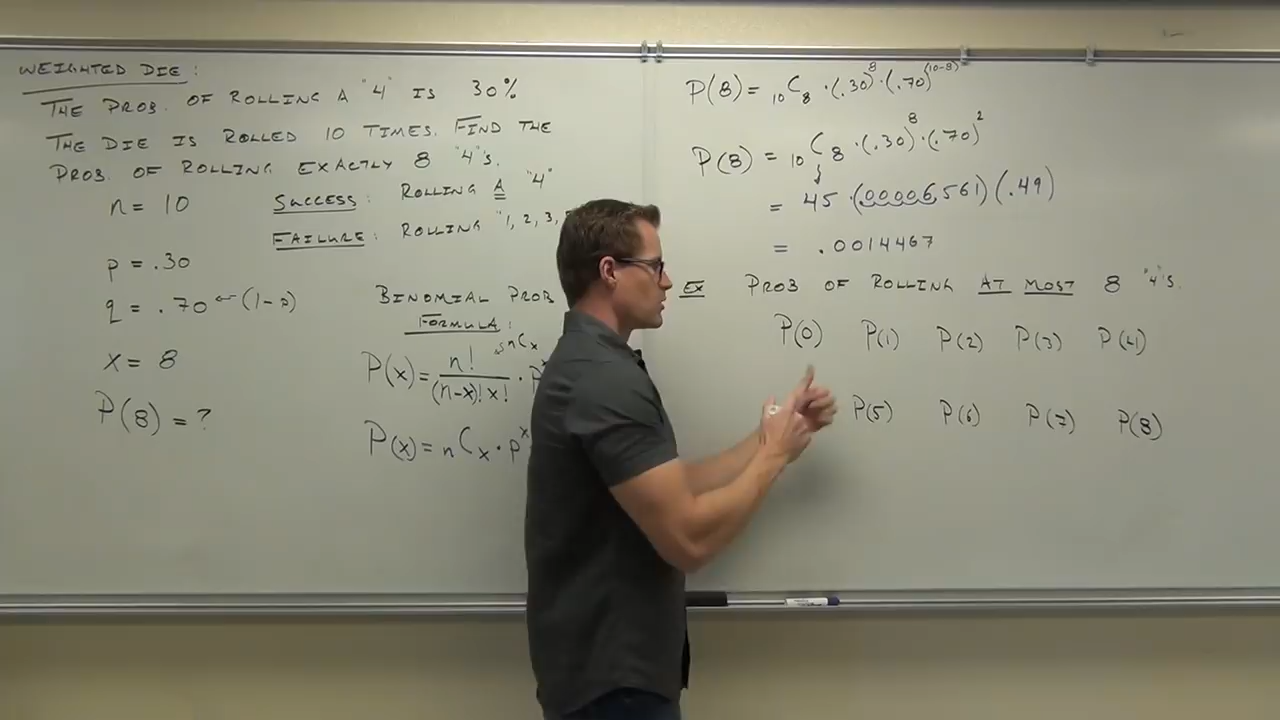 WEIGHTED DIE:
THE PROB. OF ROLLING A "4" IS 30%
THE DIE IS ROLLED 10 TIMES. FIND THE
PROB. OF ROLLING EXACTLY 8 "4"'S.
n = 10
SUCCESS: ROLLING A "4"
FAILURE: ROLLING "1, 2, 3,
p = .30
q = .70 ← (1-p)
x = 8
P(8) = ?
BINOMIAL PROB
FORMULA:
nCx
P(x) = n!/(n-x)!x! · p^x
P(x) = nCx · p^x
P(8) = 10C8 · (.30)^8 · (.70)^(10-8)
P(8) = 10C8 · (.30)^8 · (.70)^2
= 45 · (.00006561)(.49)
= .0014467
EX PROB OF ROLLING AT MOST 8 "4"'S.
P(0) P(1) P(2) P(3) P(4)
P(5) P(6) P(7) P(8)